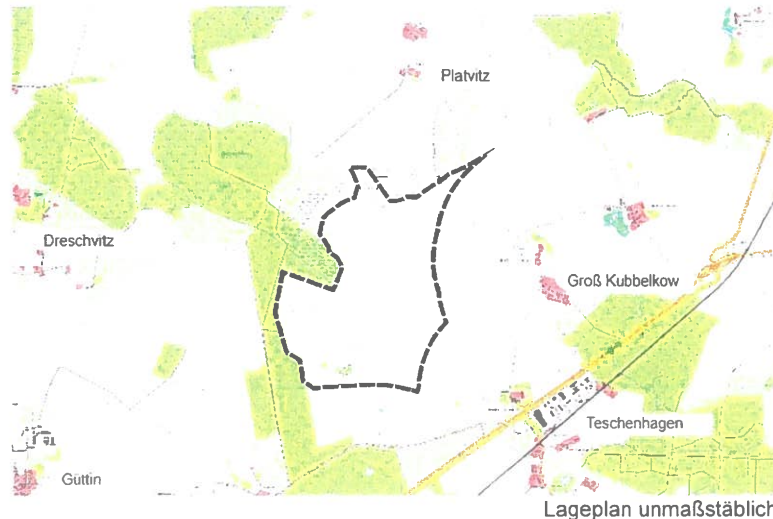 Platvitz
Dreschvitz
Groß Kubbelkow
Teschenhagen
Güttin
Lageplan unmaßstäblich